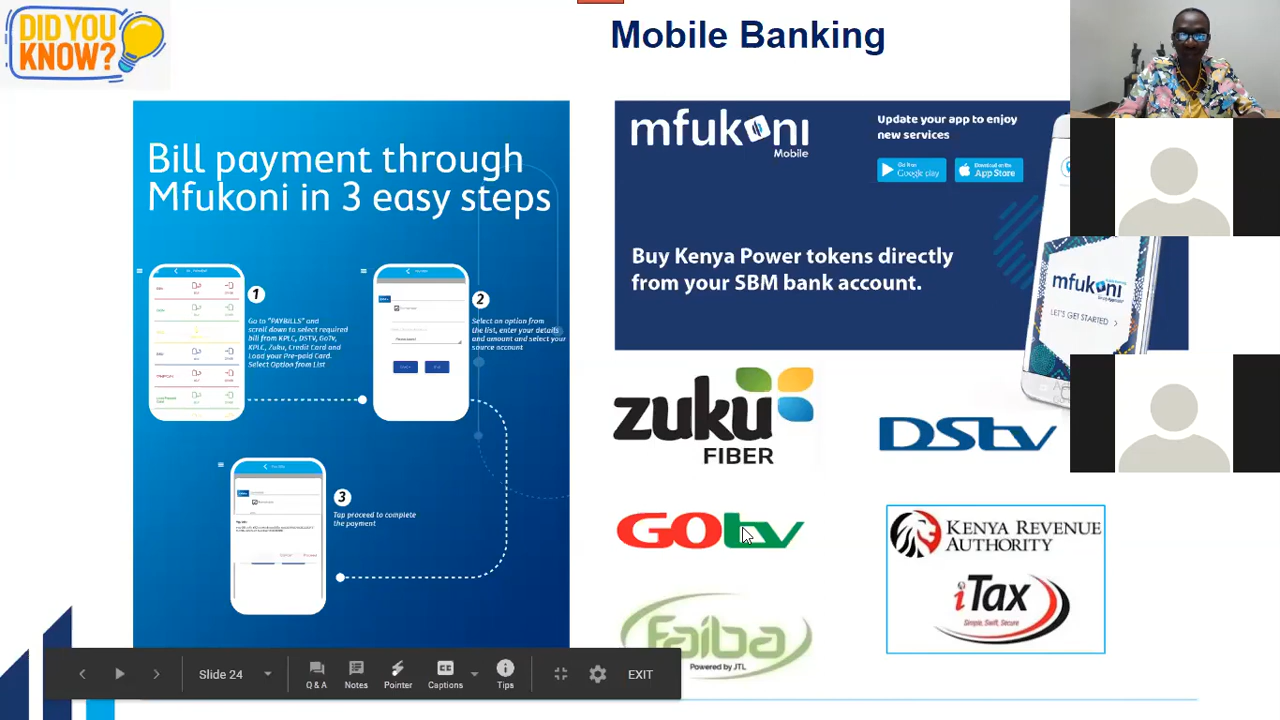 DID YOU
KNOW?
Mobile Banking
Bill payment through
Mfukoni in 3 easy steps
1
Go to "PAYBILLS" and
scroll down to select required
bill from KPLC, DSTV, GoTv,
KPLC, Zuku, Credit Card and
Load your Pre-paid Card.
Select Option from List
2
Select an option from
the list, enter your details
and amount and select your
source account
3
Tap proceed to complete
the payment
mfukoni
Mobile
Update your app to enjoy
new services
Google play
Download on the
App Store
Buy Kenya Power tokens directly
from your SBM bank account.
mfukoni
LET'S GET STARTED >
zuku
FIBER
DStv
GOtv
KENYA REVENUE
AUTHORITY
iTax
Simple, Swift, Secure
Faiba
Powered by JTL
Slide 24
Q & A
Notes
Pointer
CC
Captions
Tips
EXIT